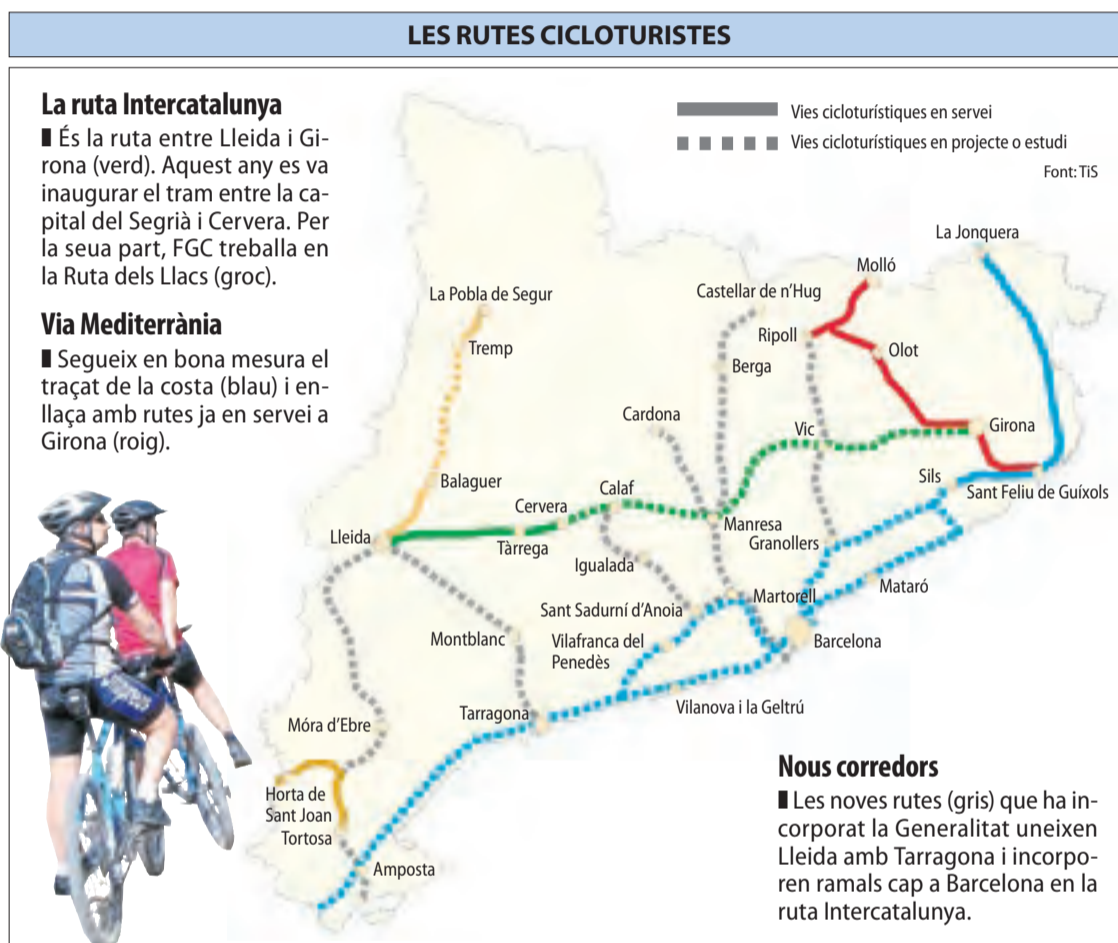 LES RUTES CICLOTURISTES
La ruta Intercatalunya
▮ És la ruta entre Lleida i Gi-
rona (verd). Aquest any es va
inaugurar el tram entre la ca-
pital del Segrià i Cervera. Per
la seua part, FGC treballa en
la Ruta dels Llacs (groc).
Via Mediterrània
▮ Segueix en bona mesura el
traçat de la costa (blau) i en-
llaça amb rutes ja en servei a
Girona (roig).
Vies cicloturístiques en servei
Vies cicloturístiques en projecte o estudi
Font: TiS
La Jonquera
Molló
Castellar de n'Hug
La Pobla de Segur
Ripoll
Tremp
Olot
Berga
Cardona
Vic
Girona
Balaguer
Sils
Calaf
Sant Feliu de Guíxols
Cervera
Manresa
Lleida
Tàrrega
Granollers
Igualada
Mataró
Martorell
Sant Sadurní d'Anoia
Montblanc
Vilafranca del
Penedès
Barcelona
Vilanova i la Geltrú
Tarragona
Móra d'Ebre
Horta de
Sant Joan
Tortosa
Amposta
Nous corredors
▮ Les noves rutes (gris) que ha in-
corporat la Generalitat uneixen
Lleida amb Tarragona i incorpo-
ren ramals cap a Barcelona en la
ruta Intercatalunya.